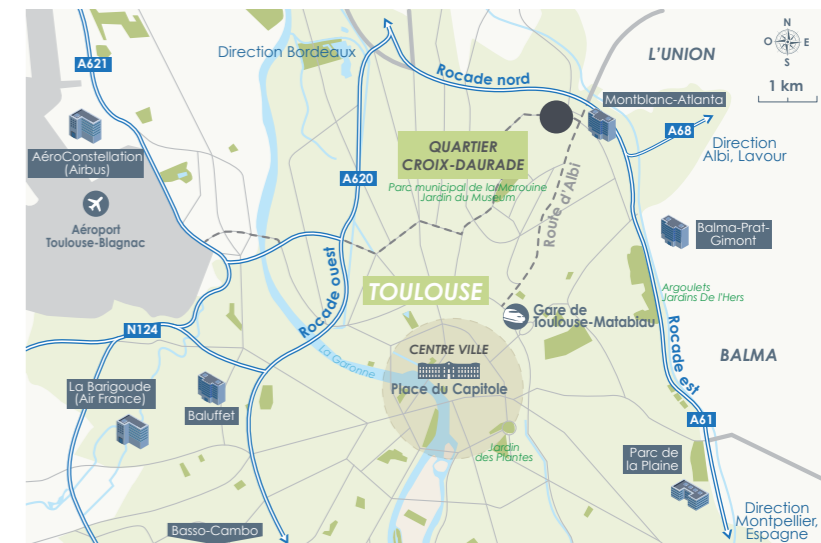 A621
Direction Bordeaux
Rocade nord
L'UNION
N
O
E
S
1 km
Montblanc-Atlanta
A68
Direction
Albi, Lavour
AéroConstellation
(Airbus)
Aéroport
Toulouse-Blagnac
A620
QUARTIER
CROIX-DAURADE
Parc municipal de la Marouine
Jardin du Museum
Route d'Albi
Balma-Prat-
Gimont
Argoulets
Jardins De l'Hers
Rocade ouest
TOULOUSE
Gare de
Toulouse-Matabiau
Rocade est
BALMA
N124
La Garonne
CENTRE VILLE
Place du Capitole
La Barigoude
(Air France)
Baluffet
A61
Jardin
des Plantes
Parc de
la Plaine
Direction
Montpellier,
Espagne
Basso-Cambo